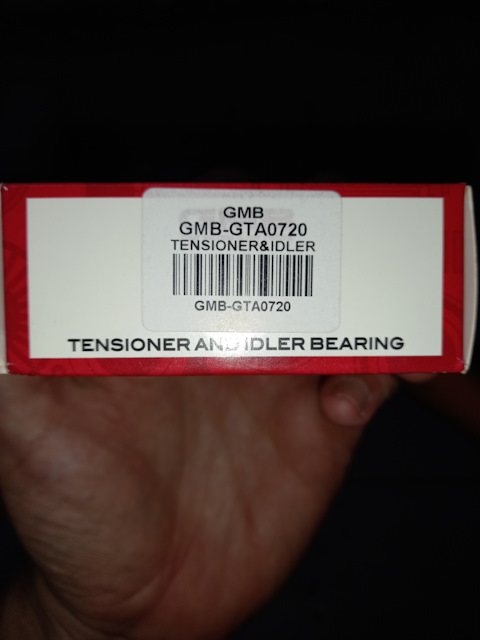 GMB
GMB-GTA0720
TENSIONER&IDLER
GMB-GTA0720
TENSIONER AND IDLER BEARING